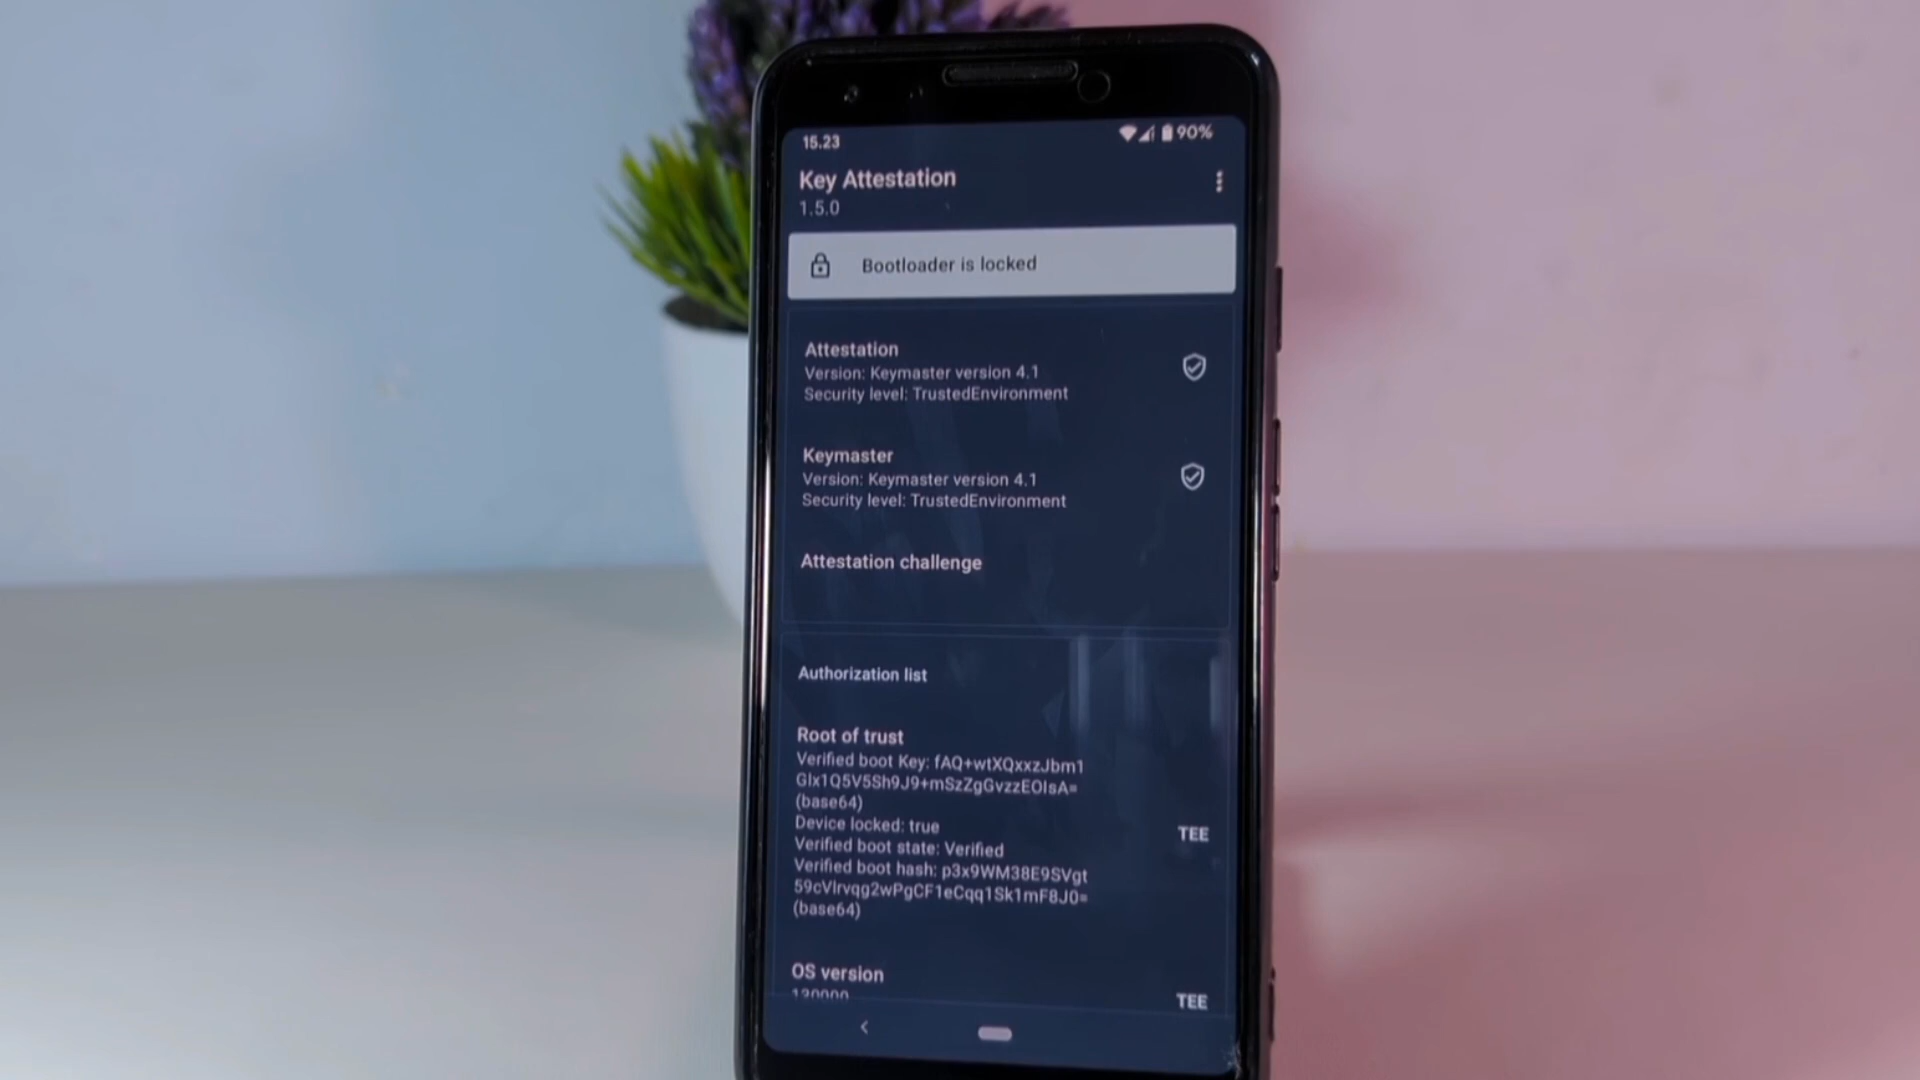 15.23
90%
Key Attestation
1.5.0
Bootloader is locked
Attestation
Version: Keymaster version 4.1
Security level: TrustedEnvironment
Keymaster
Version: Keymaster version 4.1
Security level: TrustedEnvironment
Attestation challenge
Authorization list
Root of trust
Verified boot Key: fAQ+wtXQxxzJbm1
GIx1Q5V5Sh9J9+mSzZgGvzzEOIsA=
(base64)
Device locked: true
TEE
Verified boot state: Verified
Verified boot hash: p3x9WM38E9SVgt
59cVIrvqg2wPgCF1eCqq1Sk1mF8J0=
(base64)
OS version
130000
TEE